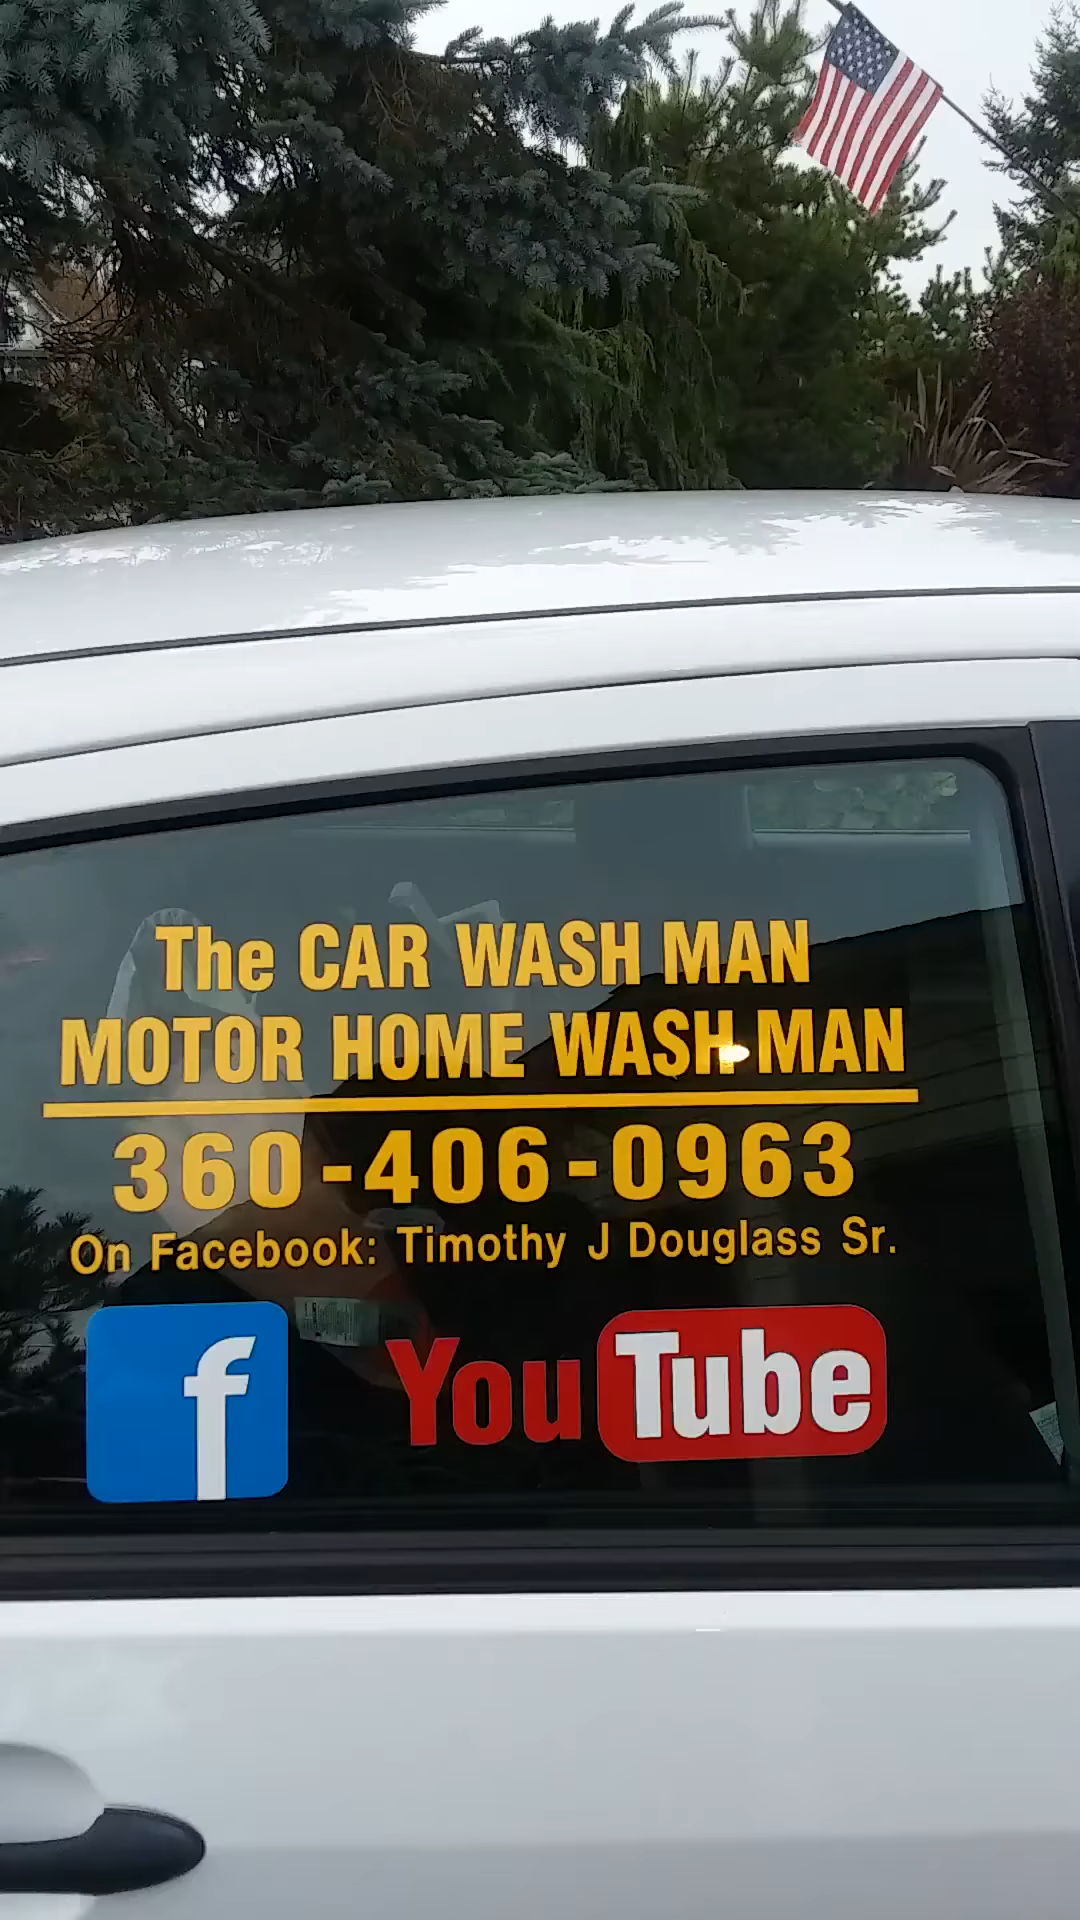 The CAR WASH MAN
MOTOR HOME WASH MAN
360-406-0963
On Facebook: Timothy J Douglass Sr.
f YouTube